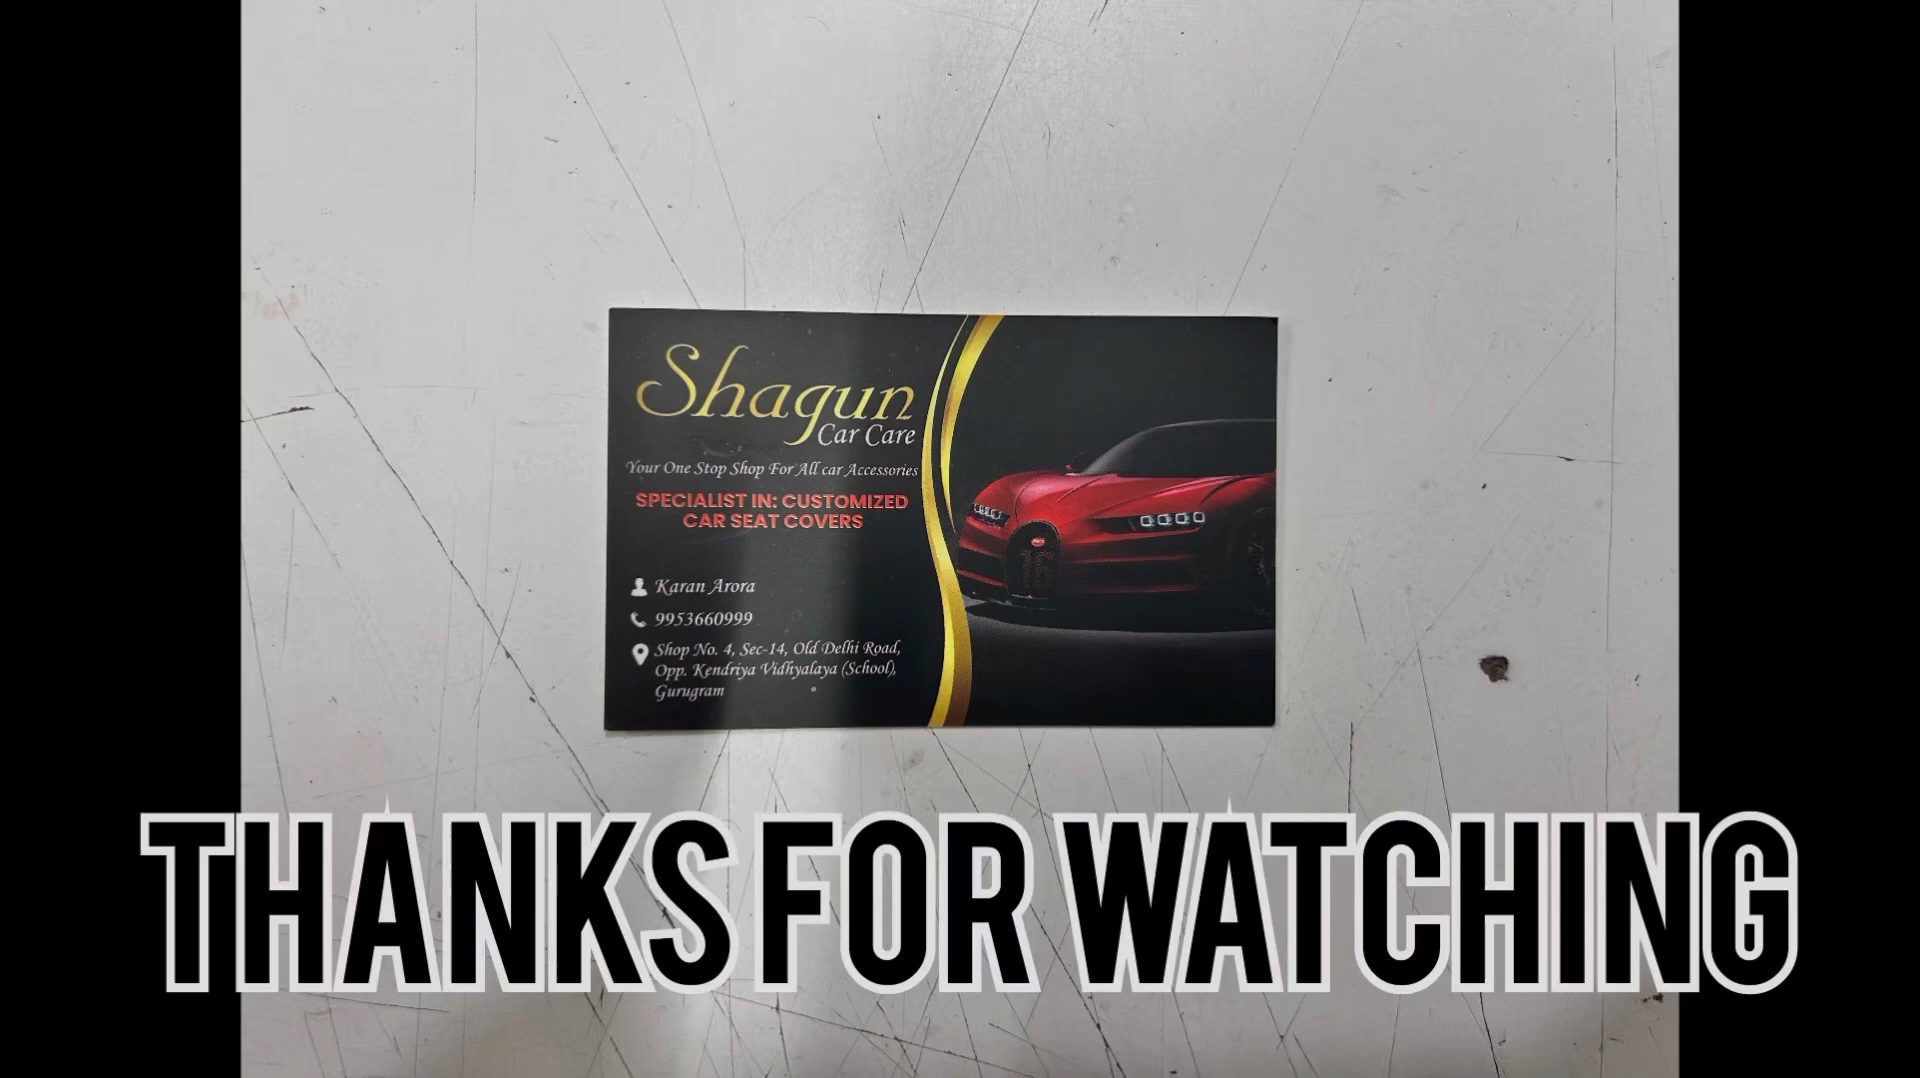 Shagun
Car Care
Your One Stop Shop For All car Accessories
SPECIALIST IN: CUSTOMIZED
CAR SEAT COVERS
Karan Arora
9953660999
Shop No. 4, Sec-14, Old Delhi Road,
Opp. Kendriya Vidhyalaya (School),
Gurugram
THANKS FOR WATCHING